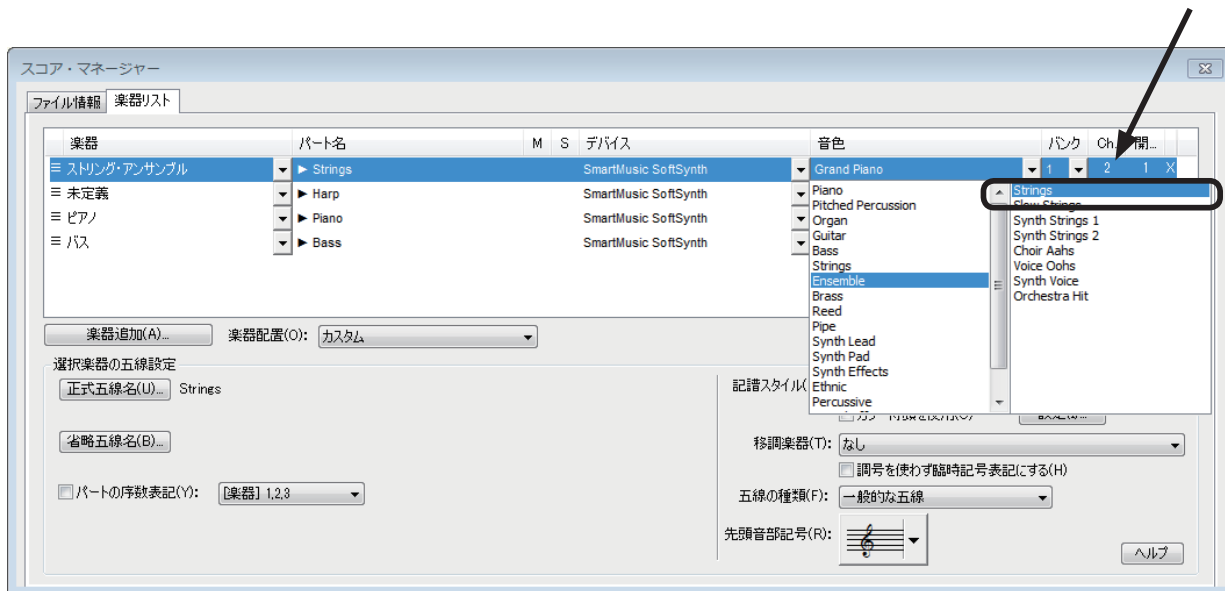 スコア・マネージャー
ファイル情報 楽器リスト
楽器 パート名 M S デバイス 音色 バンク Ch. 開...
ストリング・アンサンブル ► Strings SmartMusic SoftSynth Grand Piano 1 2 1 X
未定義 ► Harp SmartMusic SoftSynth
ピアノ ► Piano SmartMusic SoftSynth
バス ► Bass SmartMusic SoftSynth
Piano
Pitched Percussion
Organ
Guitar
Bass
Strings
Ensemble
Brass
Reed
Pipe
Synth Lead
Synth Pad
Synth Effects
Ethnic
Percussive
Strings
Slow Strings
Synth Strings 1
Synth Strings 2
Choir Aahs
Voice Oohs
Synth Voice
Orchestra Hit
楽器追加(A)... 楽器配置(O): カスタム
選択楽器の五線設定
正式五線名(U)... Strings
省略五線名(B)...
パートの序数表記(Y): [楽器] 1,2,3
記譜スタイル(
移調楽器(T): なし
調号を使わず臨時記号表記にする(H)
五線の種類(F): 一般的な五線
先頭音部記号(R):
ヘルプ